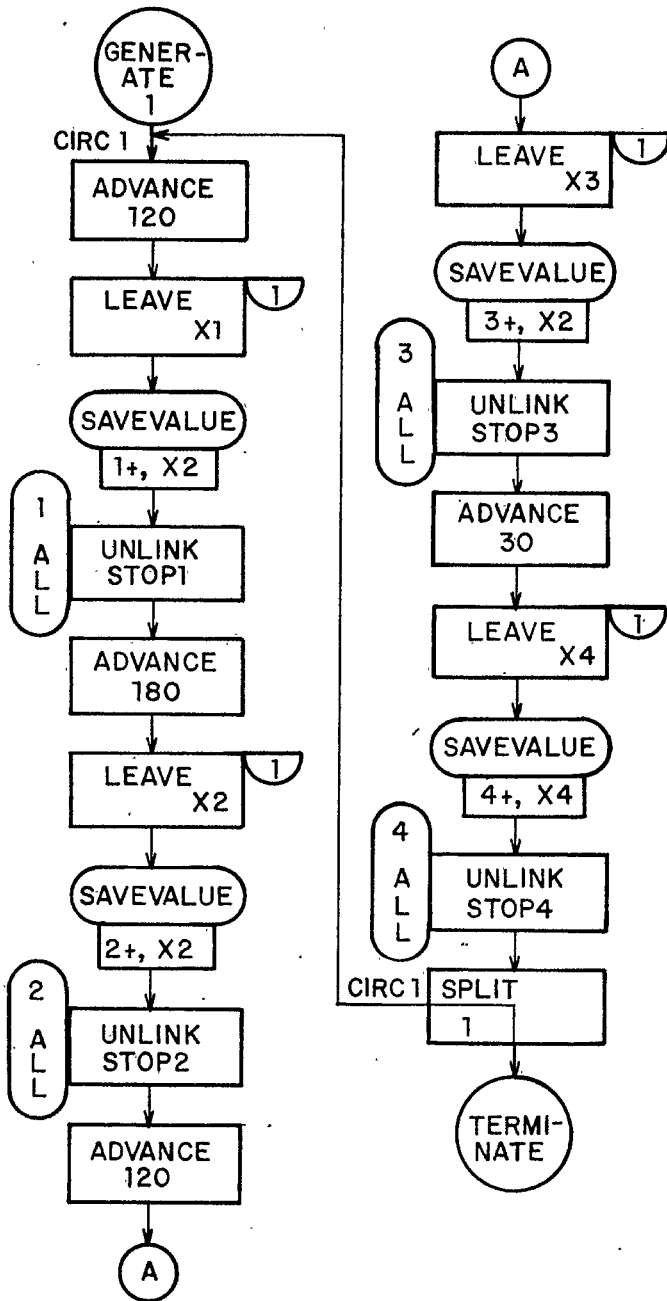 GENER-
ATE
1
CIRC 1
ADVANCE
120
LEAVE
X1
1
SAVEVALUE
1+, X2
1
A
L
L
UNLINK
STOP1
ADVANCE
180
LEAVE
X2
1
SAVEVALUE
2+, X2
2
A
L
L
UNLINK
STOP2
ADVANCE
120
A
A
LEAVE
X3
1
SAVEVALUE
3+, X2
3
A
L
L
UNLINK
STOP3
ADVANCE
30
LEAVE
X4
1
SAVEVALUE
4+, X4
4
A
L
L
UNLINK
STOP4
CIRC 1
SPLIT
1
TERMI-
NATE